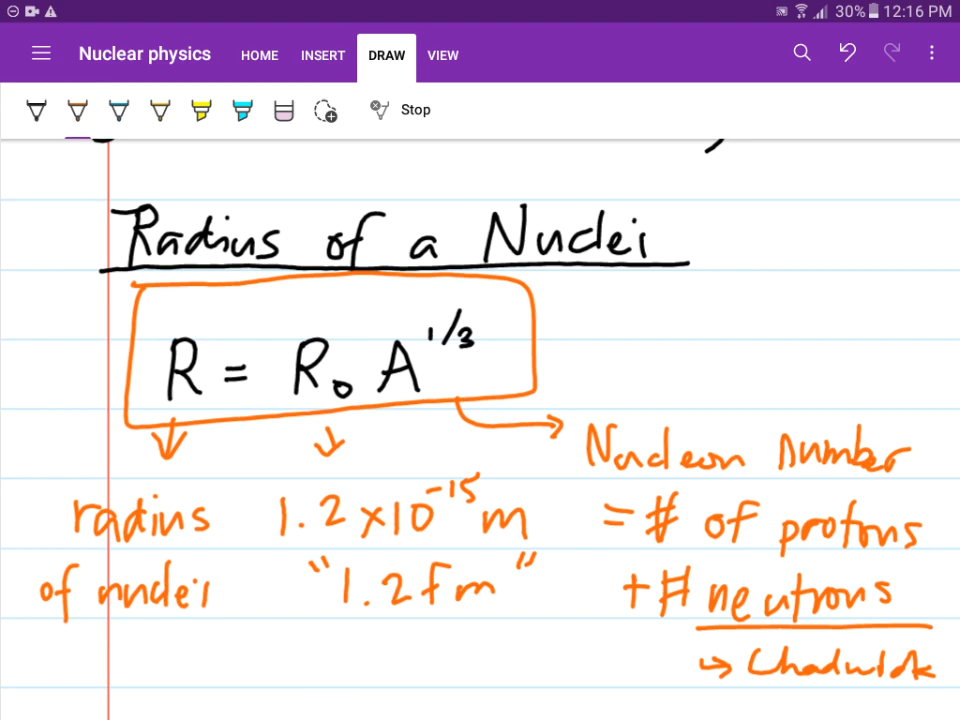 30% 12:16 PM
Nuclear physics HOME INSERT DRAW VIEW
Stop
Radius of a Nuclei
R = R₀ A^1/3
Nucleon number
radius 1.2 × 10^-15 m = # of protons
of nuclei "1.2 fm" + # neutrons
↳ Chadwick